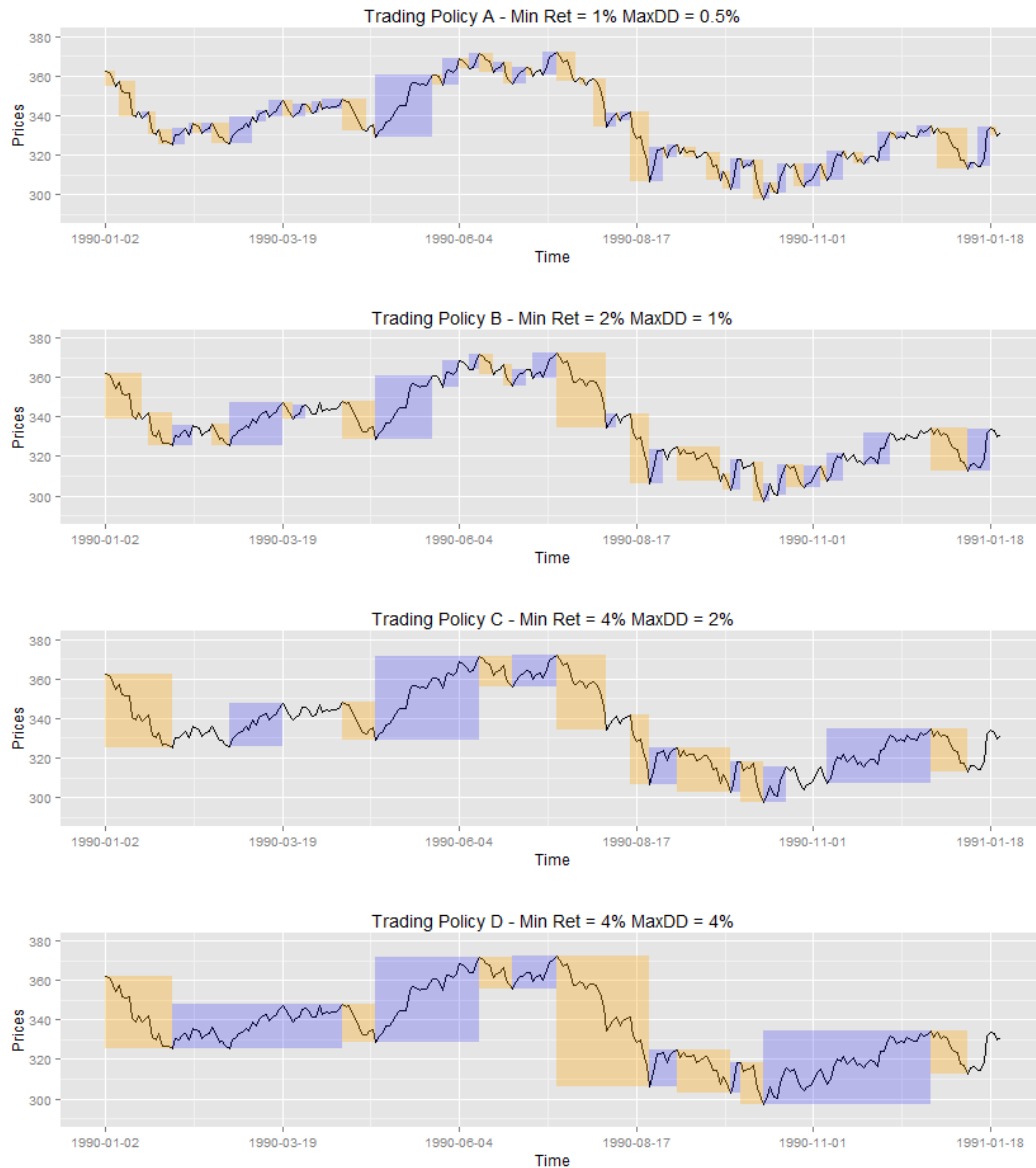 Trading Policy A - Min Ret = 1% MaxDD = 0.5%
380
360
340
320
300
Prices
1990-01-02 1990-03-19 1990-06-04 1990-08-17 1990-11-01 1991-01-18
Time
Trading Policy B - Min Ret = 2% MaxDD = 1%
380
360
340
320
300
Prices
1990-01-02 1990-03-19 1990-06-04 1990-08-17 1990-11-01 1991-01-18
Time
Trading Policy C - Min Ret = 4% MaxDD = 2%
380
360
340
320
300
Prices
1990-01-02 1990-03-19 1990-06-04 1990-08-17 1990-11-01 1991-01-18
Time
Trading Policy D - Min Ret = 4% MaxDD = 4%
380
360
340
320
300
Prices
1990-01-02 1990-03-19 1990-06-04 1990-08-17 1990-11-01 1991-01-18
Time